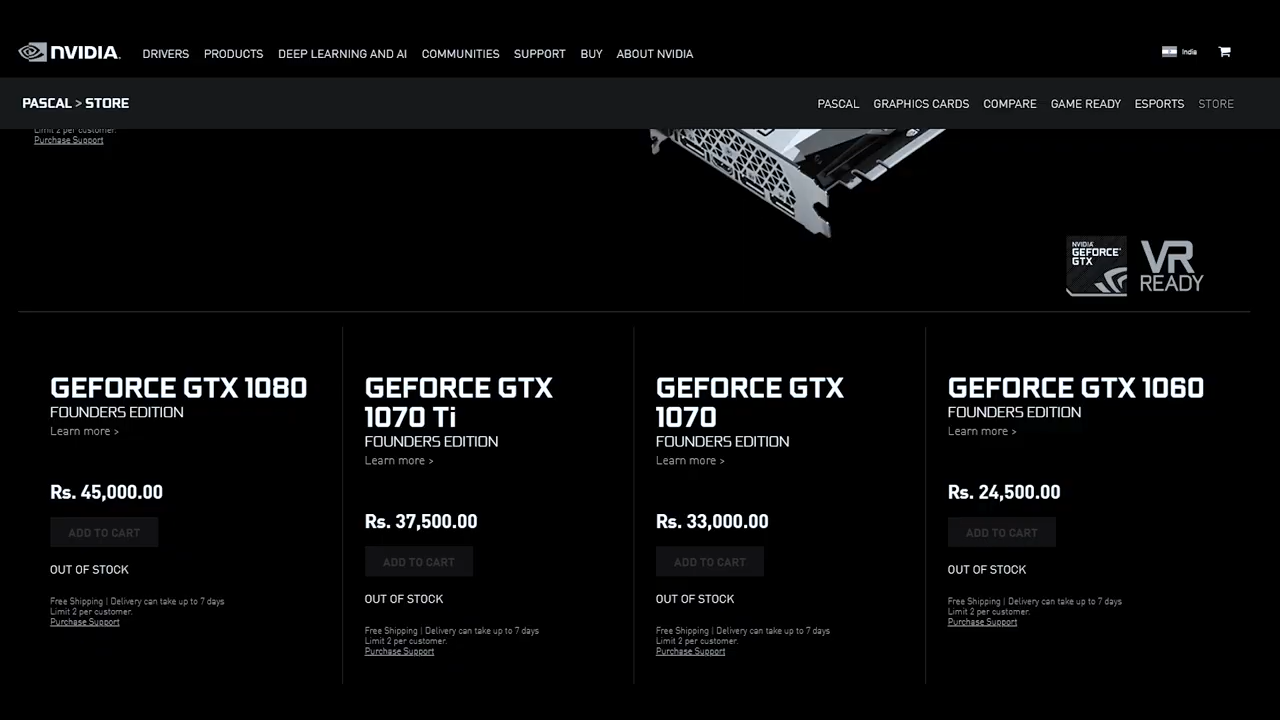 NVIDIA.
DRIVERS PRODUCTS DEEP LEARNING AND AI COMMUNITIES SUPPORT BUY ABOUT NVIDIA
India
PASCAL > STORE
PASCAL GRAPHICS CARDS COMPARE GAME READY ESPORTS STORE
Limit 2 per customer.
Purchase Support
NVIDIA
GEFORCE
GTX
VR
READY
GEFORCE GTX 1080
FOUNDERS EDITION
Learn more >
Rs. 45,000.00
ADD TO CART
OUT OF STOCK
Free Shipping | Delivery can take up to 7 days
Limit 2 per customer.
Purchase Support
GEFORCE GTX
1070 Ti
FOUNDERS EDITION
Learn more >
Rs. 37,500.00
ADD TO CART
OUT OF STOCK
Free Shipping | Delivery can take up to 7 days
Limit 2 per customer.
Purchase Support
GEFORCE GTX
1070
FOUNDERS EDITION
Learn more >
Rs. 33,000.00
ADD TO CART
OUT OF STOCK
Free Shipping | Delivery can take up to 7 days
Limit 2 per customer.
Purchase Support
GEFORCE GTX 1060
FOUNDERS EDITION
Learn more >
Rs. 24,500.00
ADD TO CART
OUT OF STOCK
Free Shipping | Delivery can take up to 7 days
Limit 2 per customer.
Purchase Support